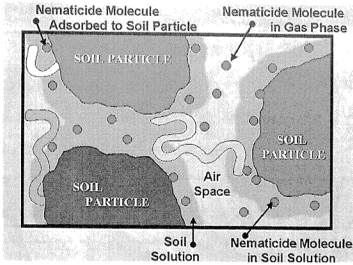 Nematicide Molecule
Adsorbed to Soil Particle
Nematicide Molecule
in Gas Phase
SOIL PARTICLE
SOIL
PARTICLE
Air
Space
SOIL
PARTICLE
Soil
Solution
Nematicide Molecule
in Soil Solution